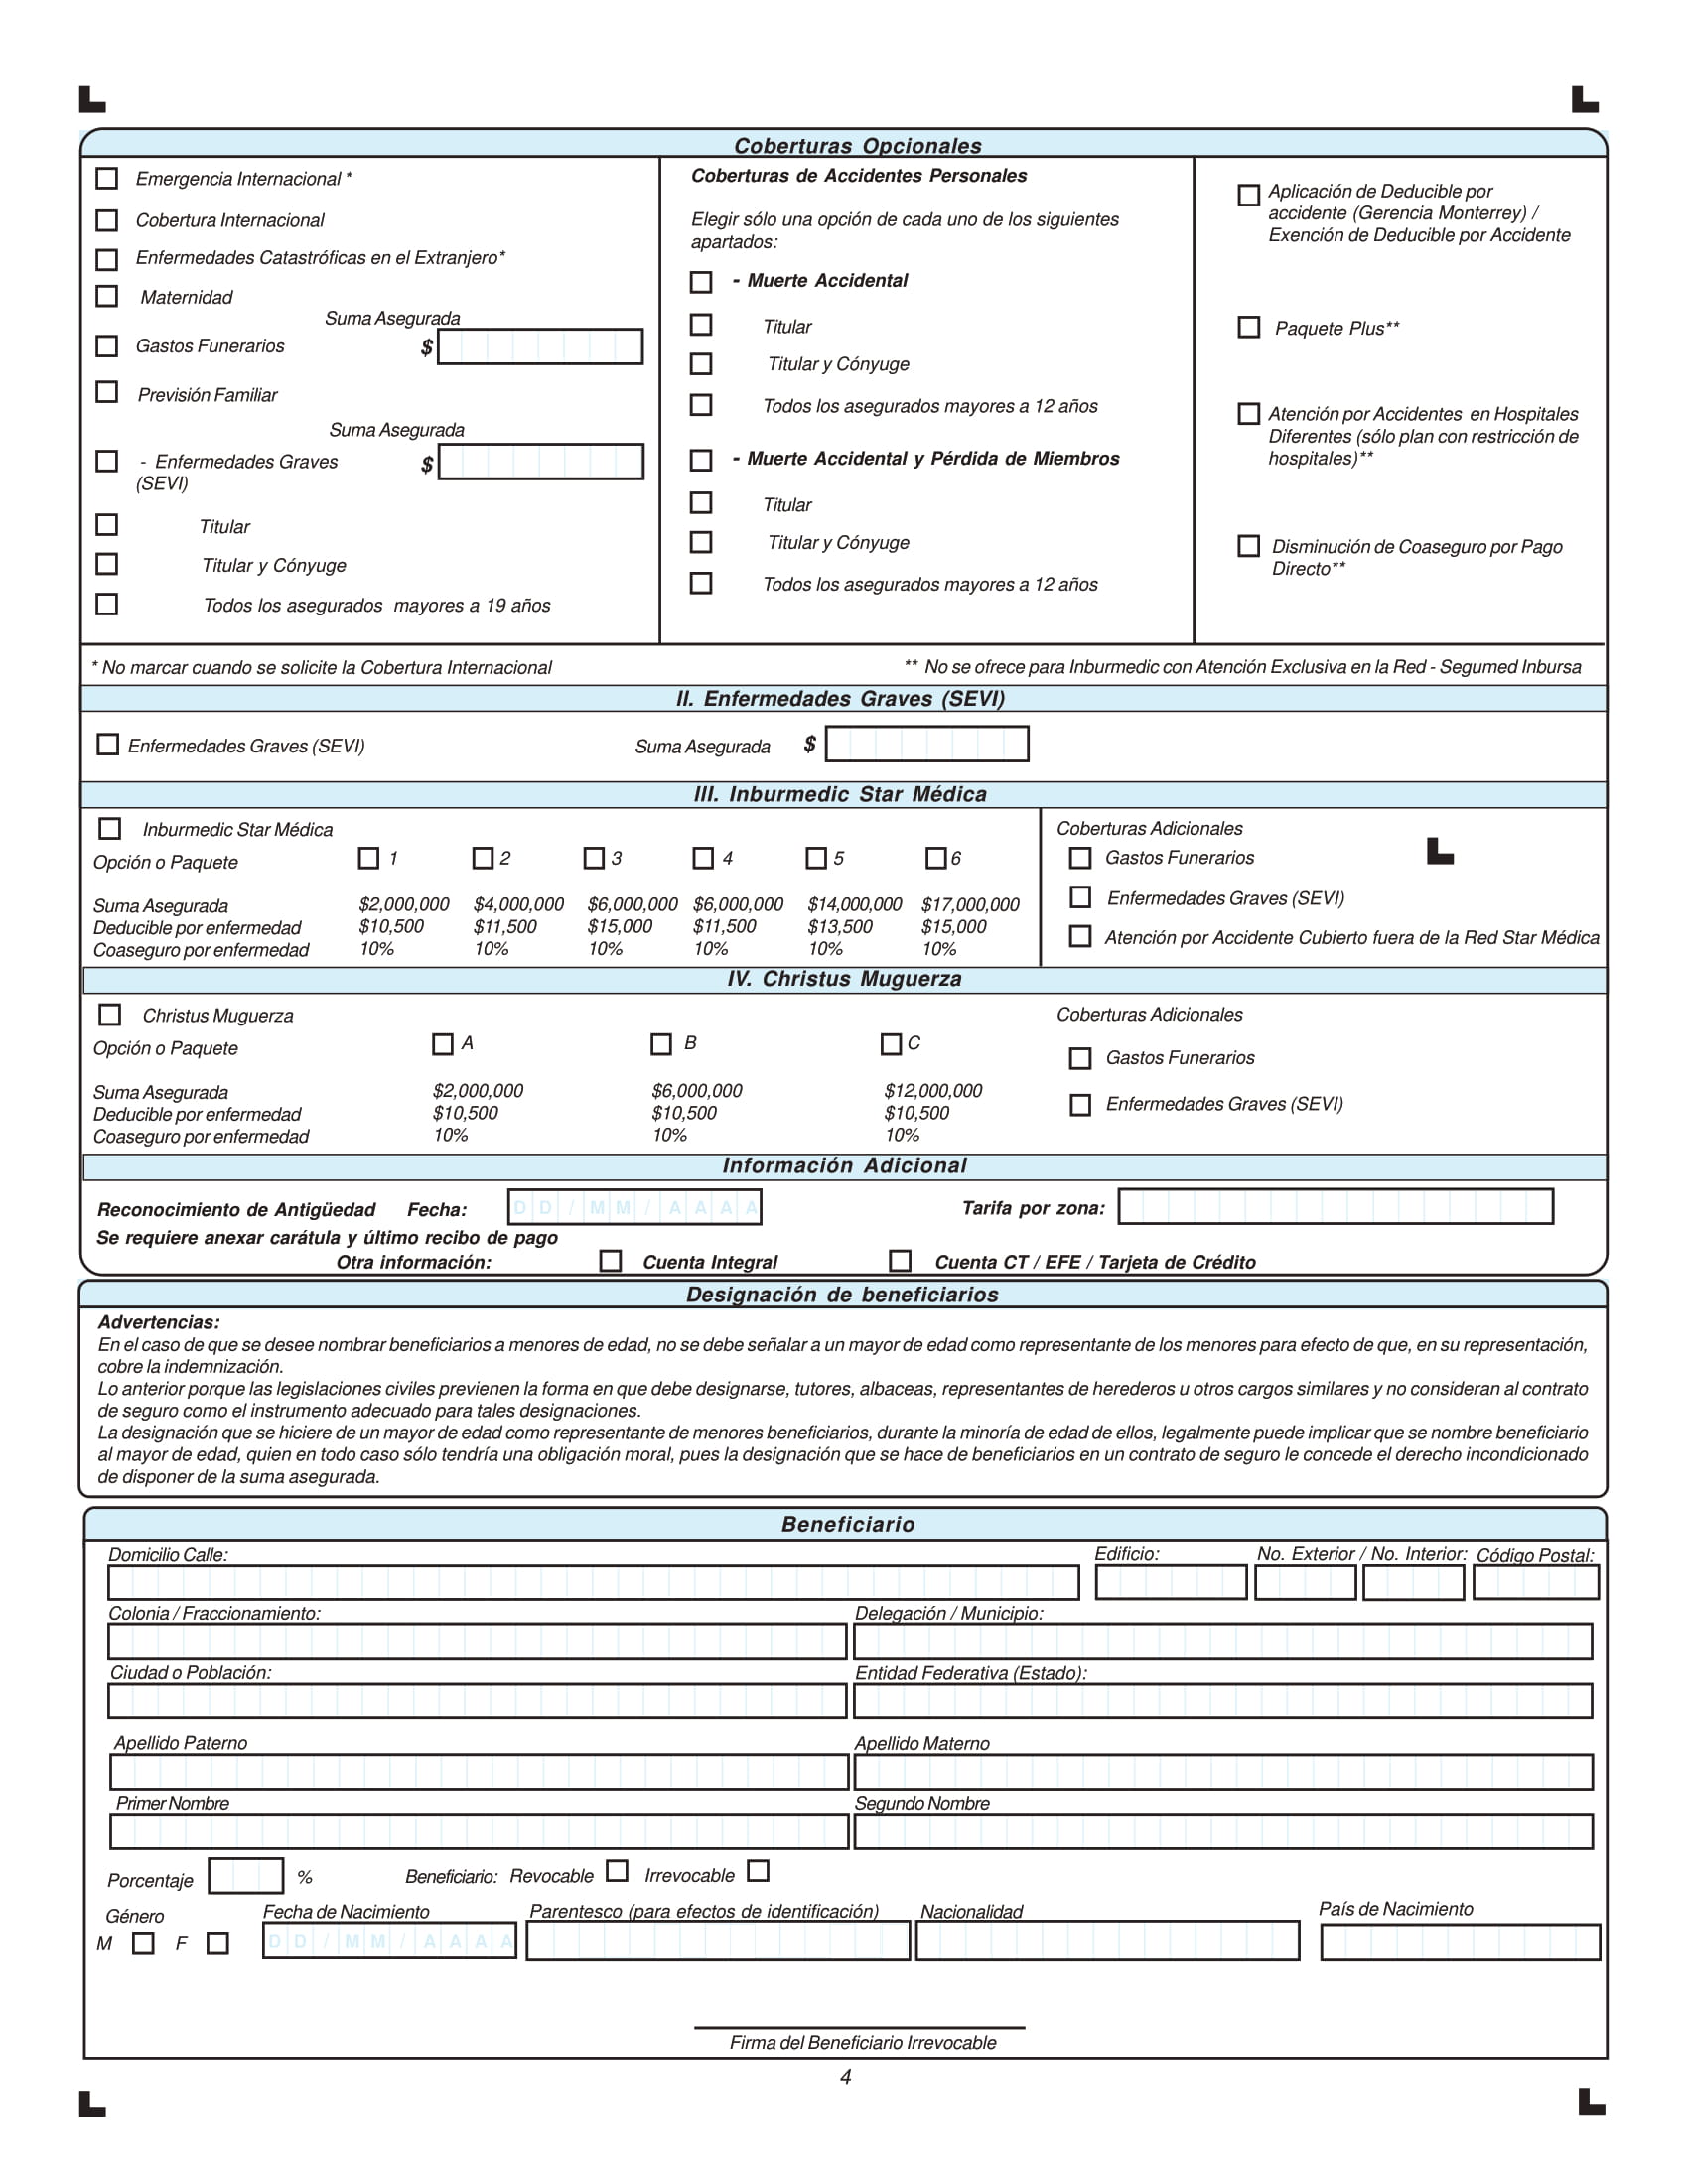 Coberturas Opcionales
Emergencia Internacional *
Cobertura Internacional
Enfermedades Catastróficas en el Extranjero*
Maternidad
Suma Asegurada
Gastos Funerarios $
Previsión Familiar
Suma Asegurada
- Enfermedades Graves $
(SEVI)
Titular
Titular y Cónyuge
Todos los asegurados mayores a 19 años
Coberturas de Accidentes Personales
Elegir sólo una opción de cada uno de los siguientes
apartados:
- Muerte Accidental
Titular
Titular y Cónyuge
Todos los asegurados mayores a 12 años
- Muerte Accidental y Pérdida de Miembros
Titular
Titular y Cónyuge
Todos los asegurados mayores a 12 años
Aplicación de Deducible por
accidente (Gerencia Monterrey) /
Exención de Deducible por Accidente
Paquete Plus**
Atención por Accidentes en Hospitales
Diferentes (sólo plan con restricción de
hospitales)**
Disminución de Coaseguro por Pago
Directo**
* No marcar cuando se solicite la Cobertura Internacional
** No se ofrece para Inburmedic con Atención Exclusiva en la Red - Segumed Inbursa
II. Enfermedades Graves (SEVI)
Enfermedades Graves (SEVI) Suma Asegurada $
III. Inburmedic Star Médica
Inburmedic Star Médica
Opción o Paquete 1 2 3 4 5 6
Suma Asegurada $2,000,000 $4,000,000 $6,000,000 $6,000,000 $14,000,000 $17,000,000
Deducible por enfermedad $10,500 $11,500 $15,000 $11,500 $13,500 $15,000
Coaseguro por enfermedad 10% 10% 10% 10% 10% 10%
Coberturas Adicionales
Gastos Funerarios
Enfermedades Graves (SEVI)
Atención por Accidente Cubierto fuera de la Red Star Médica
IV. Christus Muguerza
Christus Muguerza
Opción o Paquete A B C
Suma Asegurada $2,000,000 $6,000,000 $12,000,000
Deducible por enfermedad $10,500 $10,500 $10,500
Coaseguro por enfermedad 10% 10% 10%
Coberturas Adicionales
Gastos Funerarios
Enfermedades Graves (SEVI)
Información Adicional
Reconocimiento de Antigüedad Fecha: DD/MM/AAAA Tarifa por zona:
Se requiere anexar carátula y último recibo de pago
Otra información: Cuenta Integral Cuenta CT / EFE / Tarjeta de Crédito
Designación de beneficiarios
Advertencias:
En el caso de que se desee nombrar beneficiarios a menores de edad, no se debe señalar a un mayor de edad como representante de los menores para efecto de que, en su representación,
cobre la indemnización.
Lo anterior porque las legislaciones civiles previenen la forma en que debe designarse, tutores, albaceas, representantes de herederos u otros cargos similares y no consideran al contrato
de seguro como el instrumento adecuado para tales designaciones.
La designación que se hiciere de un mayor de edad como representante de menores beneficiarios, durante la minoría de edad de ellos, legalmente puede implicar que se nombre beneficiario
al mayor de edad, quien en todo caso sólo tendría una obligación moral, pues la designación que se hace de beneficiarios en un contrato de seguro le concede el derecho incondicionado
de disponer de la suma asegurada.
Beneficiario
Domicilio Calle: Edificio: No. Exterior / No. Interior: Código Postal:
Colonia / Fraccionamiento: Delegación / Municipio:
Ciudad o Población: Entidad Federativa (Estado):
Apellido Paterno Apellido Materno
Primer Nombre Segundo Nombre
Porcentaje % Beneficiario: Revocable Irrevocable
Género Fecha de Nacimiento Parentesco (para efectos de identificación) Nacionalidad País de Nacimiento
M F DD/MM/AAAA
Firma del Beneficiario Irrevocable
4